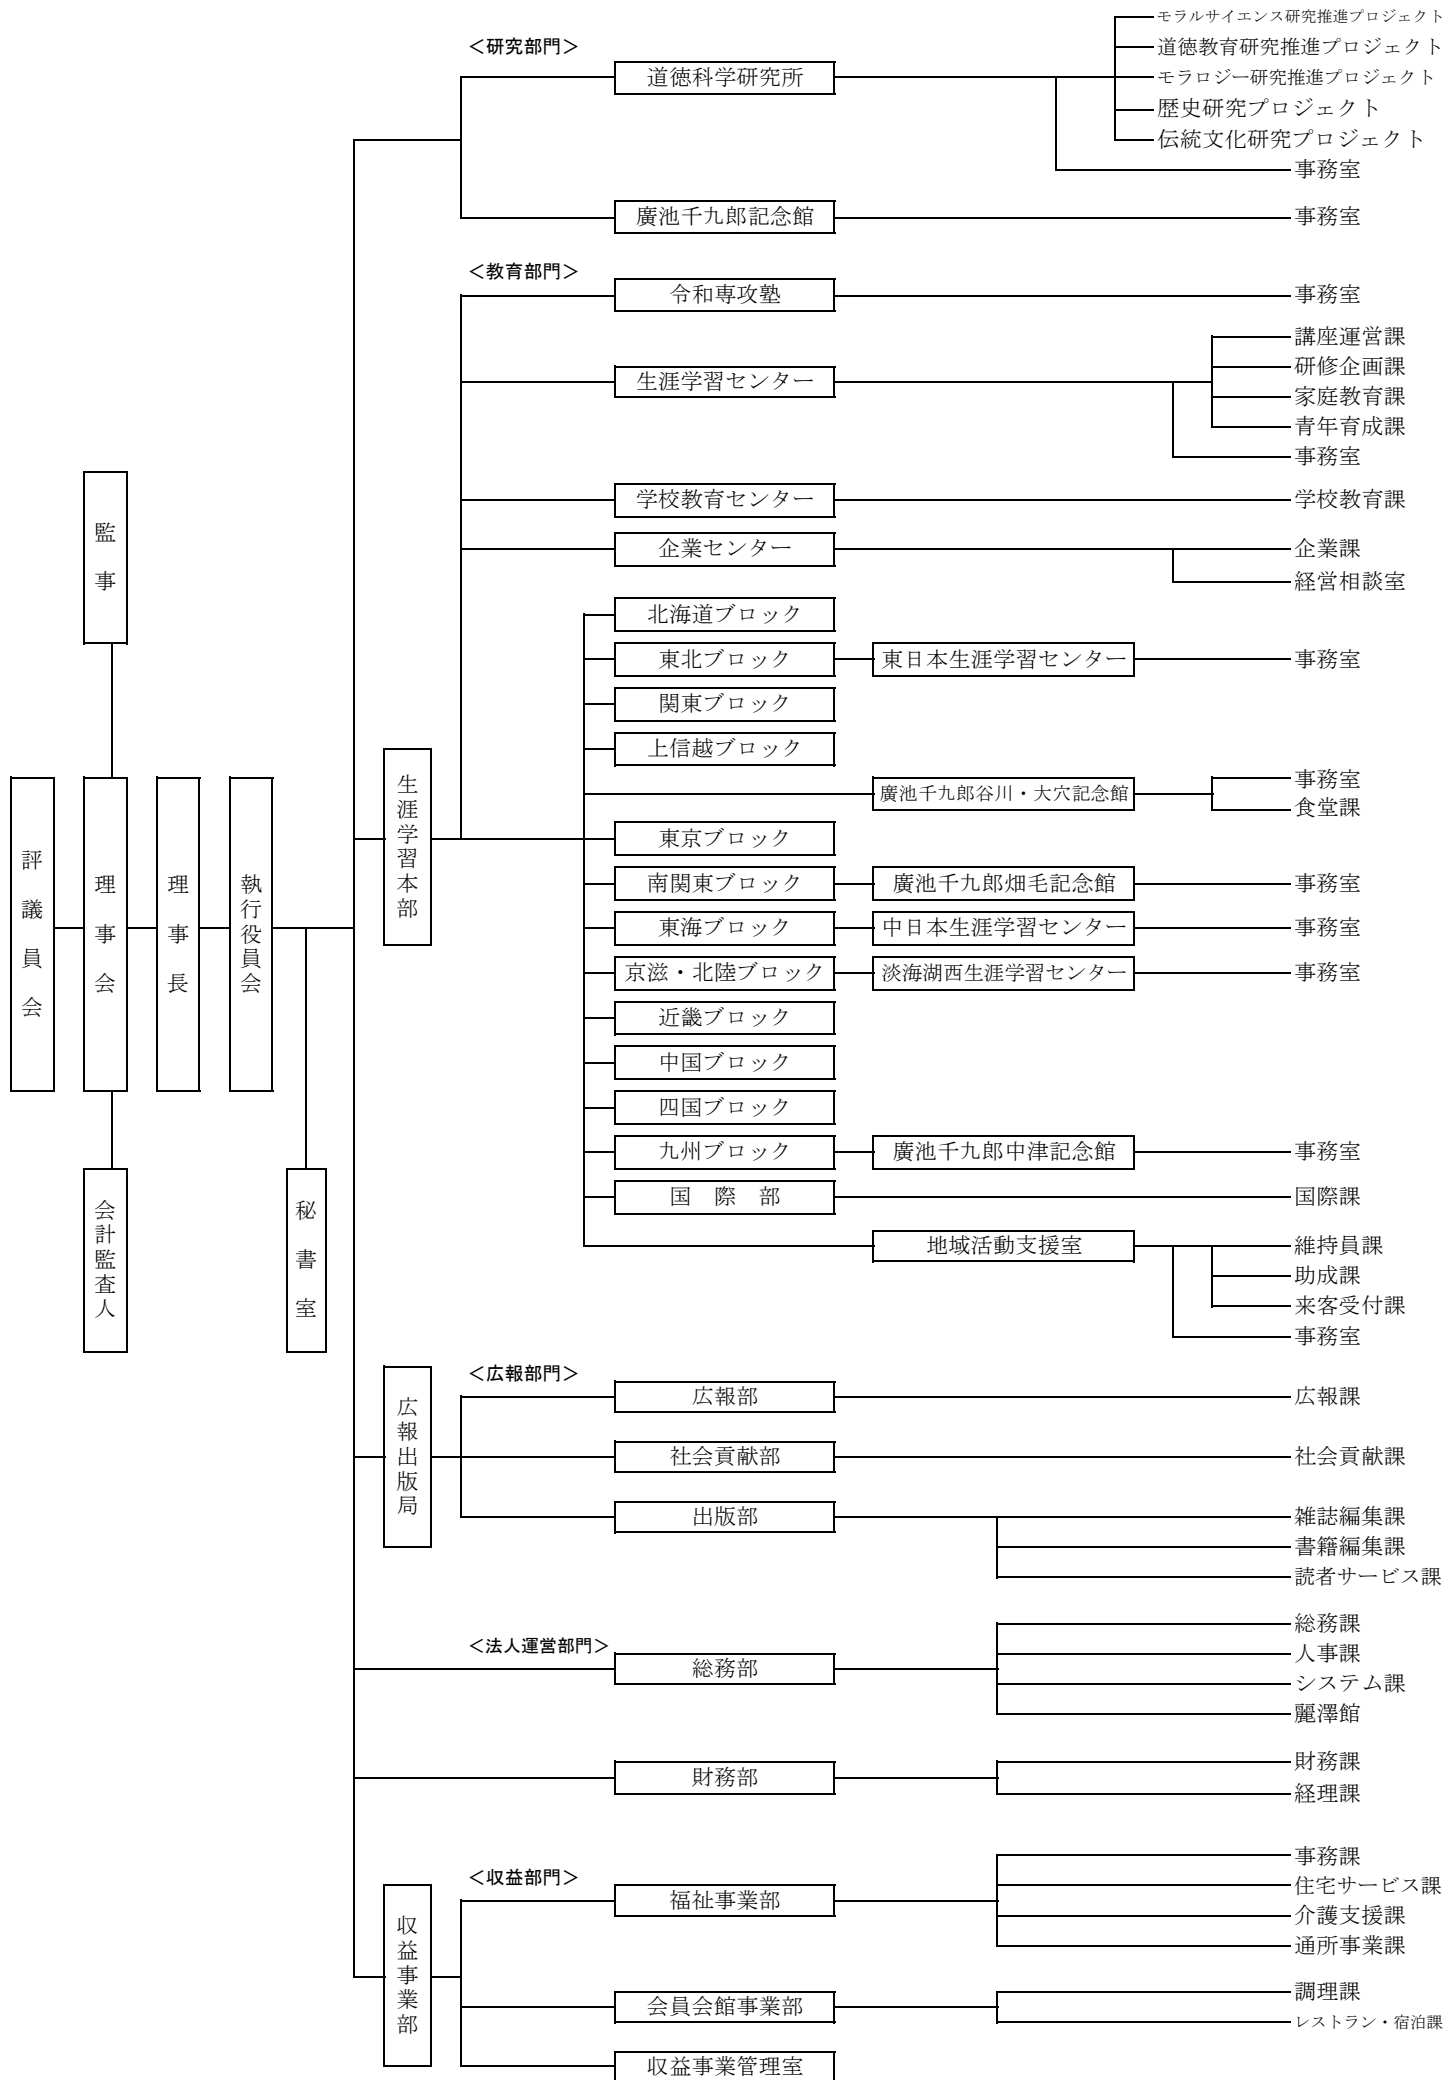 評議員会
監事
理事会
会計監査人
理事長
執行役員会
秘書室
＜研究部門＞
道徳科学研究所
モラルサイエンス研究推進プロジェクト
道徳教育研究推進プロジェクト
モラロジー研究推進プロジェクト
歴史研究プロジェクト
伝統文化研究プロジェクト
事務室
廣池千九郎記念館
事務室
生涯学習本部
＜教育部門＞
令和専攻塾
事務室
生涯学習センター
講座運営課
研修企画課
家庭教育課
青年育成課
事務室
学校教育センター
学校教育課
企業センター
企業課
経営相談室
北海道ブロック
東北ブロック
東日本生涯学習センター
事務室
関東ブロック
上信越ブロック
廣池千九郎谷川・大穴記念館
事務室
食堂課
東京ブロック
南関東ブロック
廣池千九郎畑毛記念館
事務室
東海ブロック
中日本生涯学習センター
事務室
京滋・北陸ブロック
淡海湖西生涯学習センター
事務室
近畿ブロック
中国ブロック
四国ブロック
九州ブロック
廣池千九郎中津記念館
事務室
国　際　部
国際課
地域活動支援室
維持員課
助成課
来客受付課
事務室
広報出版局
＜広報部門＞
広報部
広報課
社会貢献部
社会貢献課
出版部
雑誌編集課
書籍編集課
読者サービス課
＜法人運営部門＞
総務部
総務課
人事課
システム課
麗澤館
財務部
財務課
経理課
収益事業部
＜収益部門＞
福祉事業部
事務課
住宅サービス課
介護支援課
通所事業課
会員会館事業部
調理課
レストラン・宿泊課
収益事業管理室